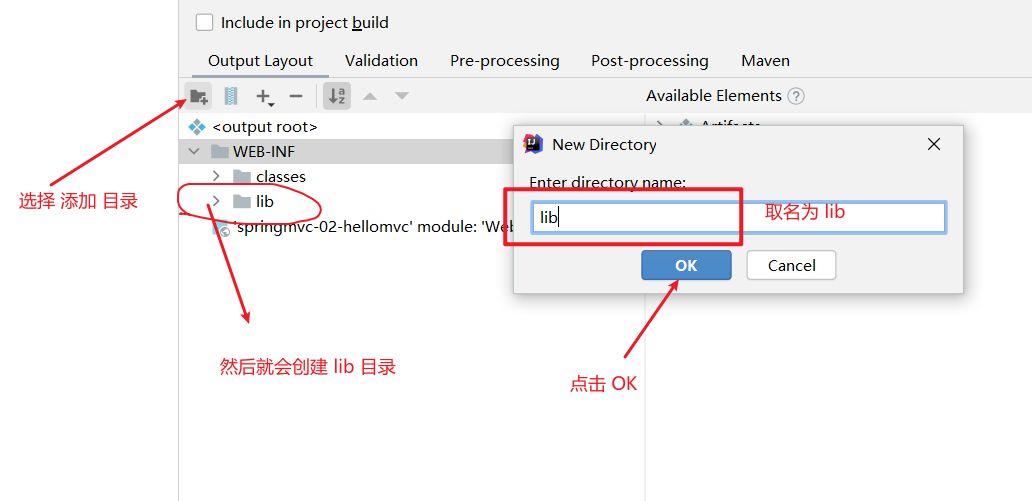 Include in project build
Output Layout Validation Pre-processing Post-processing Maven
Available Elements ?
<output root>
WEB-INF
classes
lib
'springmvc-02-hellomvc' module: 'Web
Artifacts
New Directory
Enter directory name:
lib
OK Cancel
选择 添加 目录
取名为 lib
然后就会创建 lib 目录
点击 OK